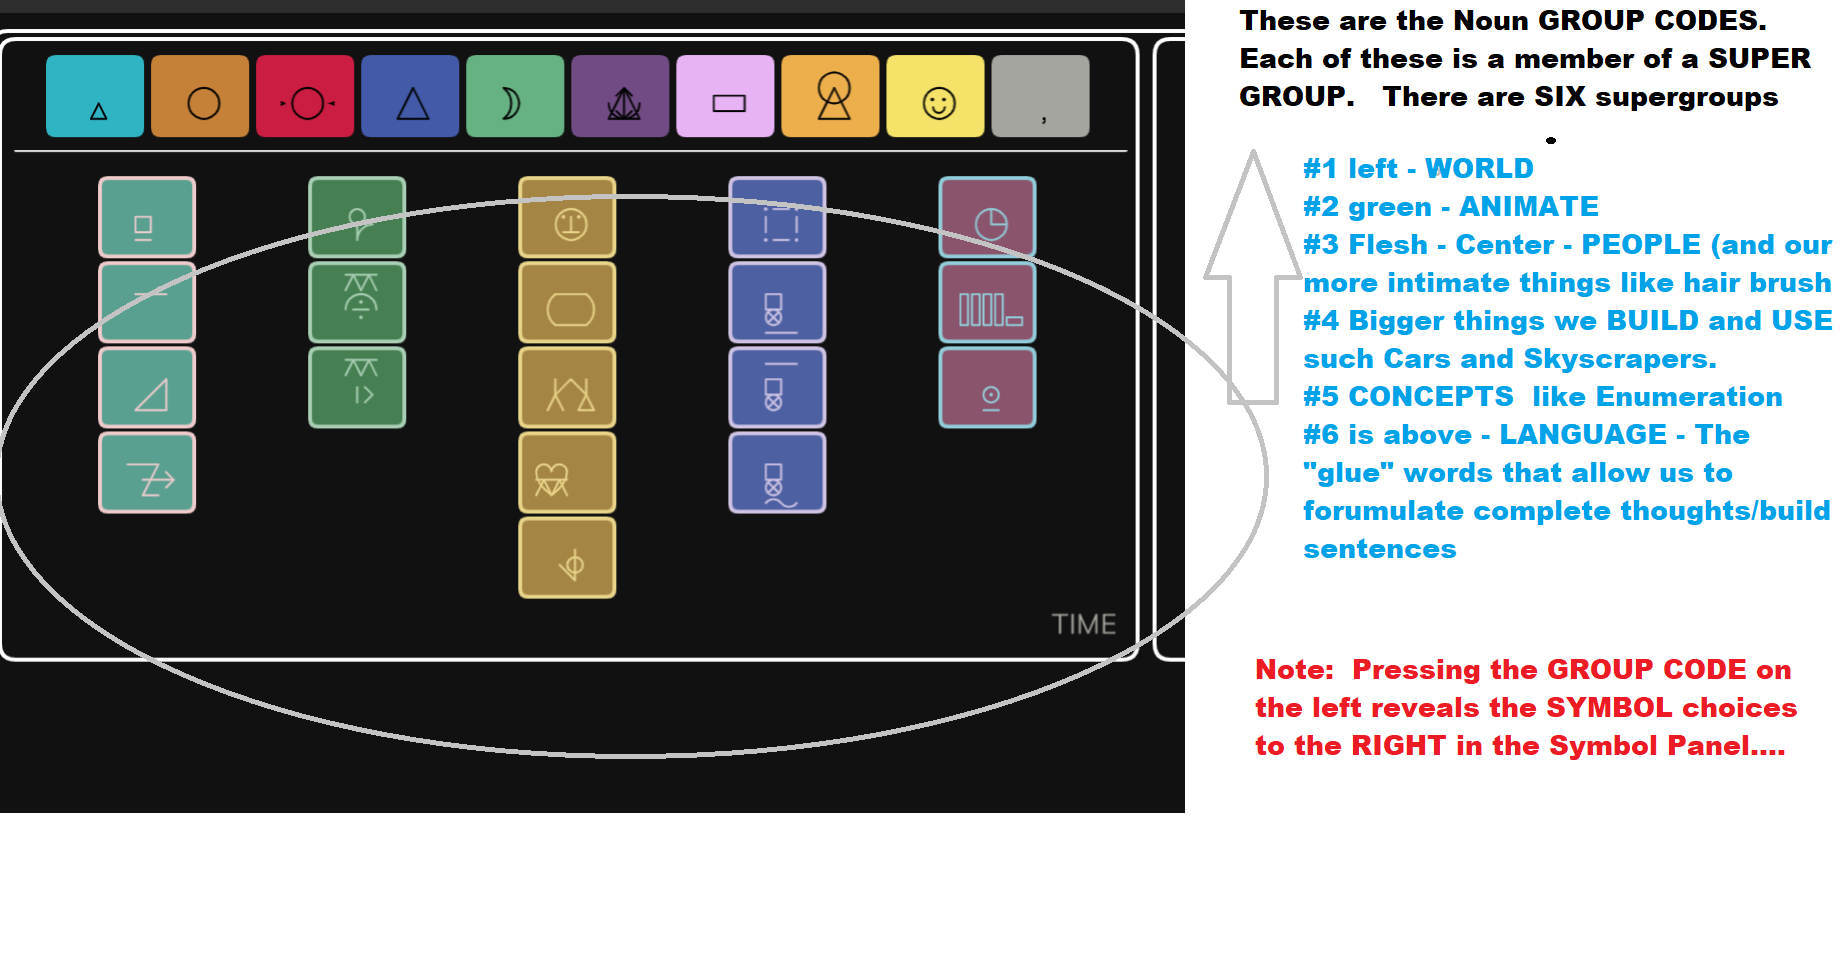 These are the Noun GROUP CODES.
Each of these is a member of a SUPER
GROUP.   There are SIX supergroups
#1 left - WORLD
#2 green - ANIMATE
#3 Flesh - Center - PEOPLE (and our
more intimate things like hair brush
#4 Bigger things we BUILD and USE
such Cars and Skyscrapers.
#5 CONCEPTS  like Enumeration
#6 is above - LANGUAGE - The
"glue" words that allow us to
forumulate complete thoughts/build
sentences
TIME
Note:  Pressing the GROUP CODE on
the left reveals the SYMBOL choices
to the RIGHT in the Symbol Panel....